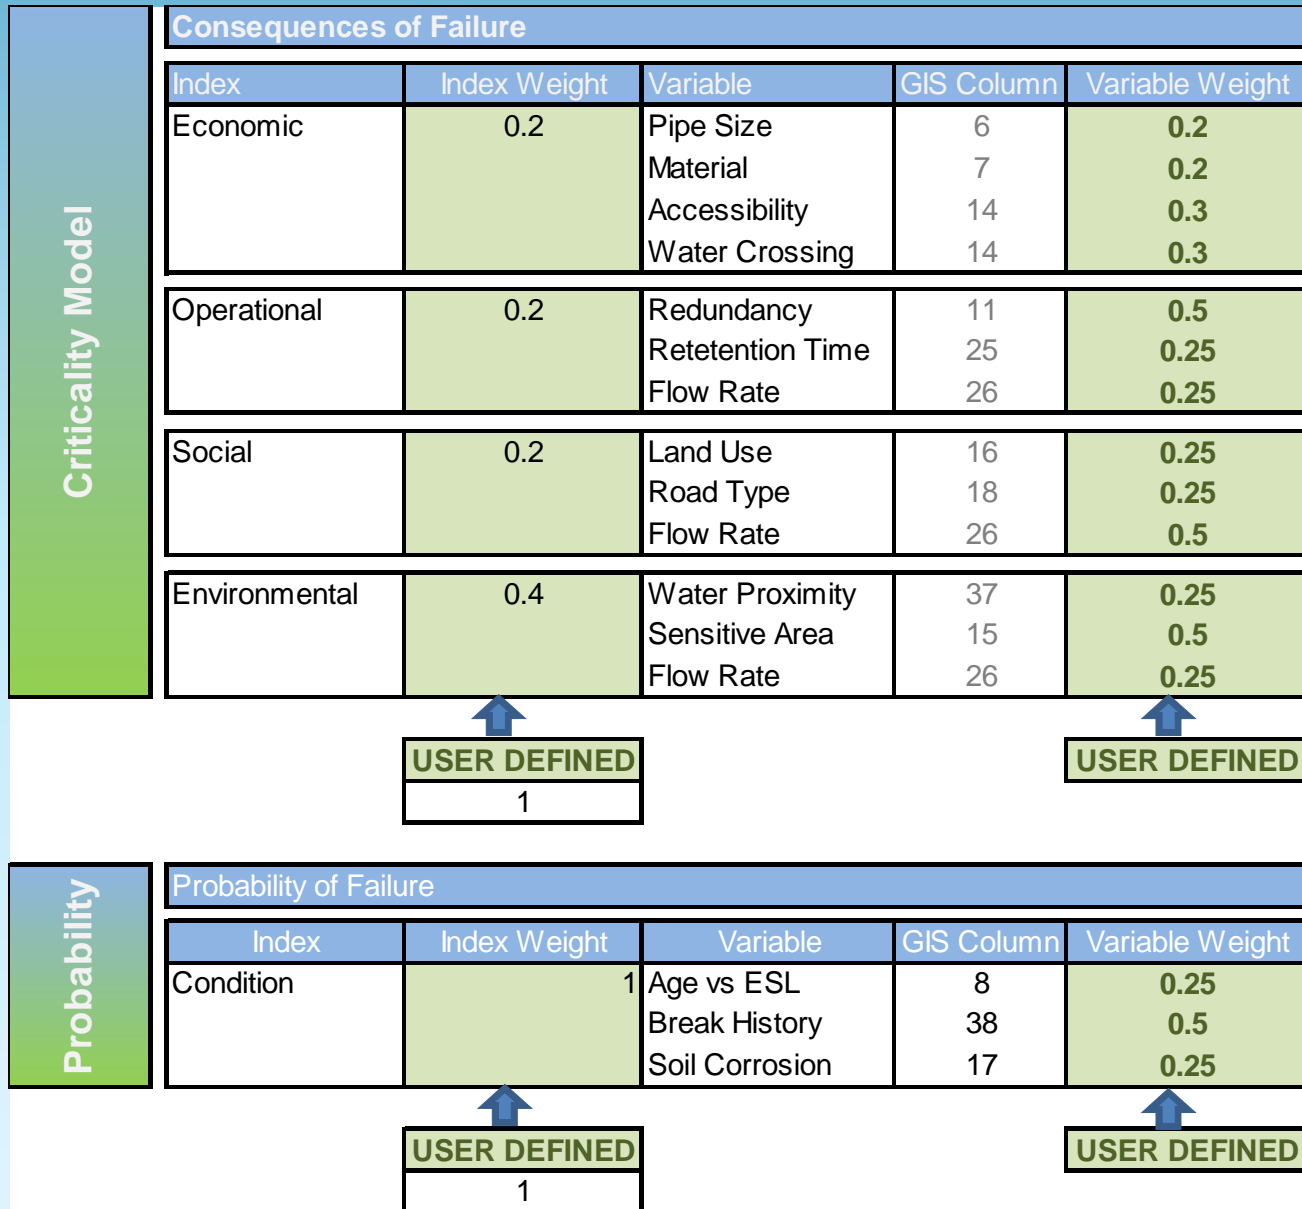 Criticality Model
Consequences of Failure
Index Index Weight Variable GIS Column Variable Weight
Economic 0.2 Pipe Size 6 0.2
Material 7 0.2
Accessibility 14 0.3
Water Crossing 14 0.3
Operational 0.2 Redundancy 11 0.5
Retetention Time 25 0.25
Flow Rate 26 0.25
Social 0.2 Land Use 16 0.25
Road Type 18 0.25
Flow Rate 26 0.5
Environmental 0.4 Water Proximity 37 0.25
Sensitive Area 15 0.5
Flow Rate 26 0.25
USER DEFINED USER DEFINED
1
Probability
Probability of Failure
Index Index Weight Variable GIS Column Variable Weight
Condition 1 Age vs ESL 8 0.25
Break History 38 0.5
Soil Corrosion 17 0.25
USER DEFINED USER DEFINED
1